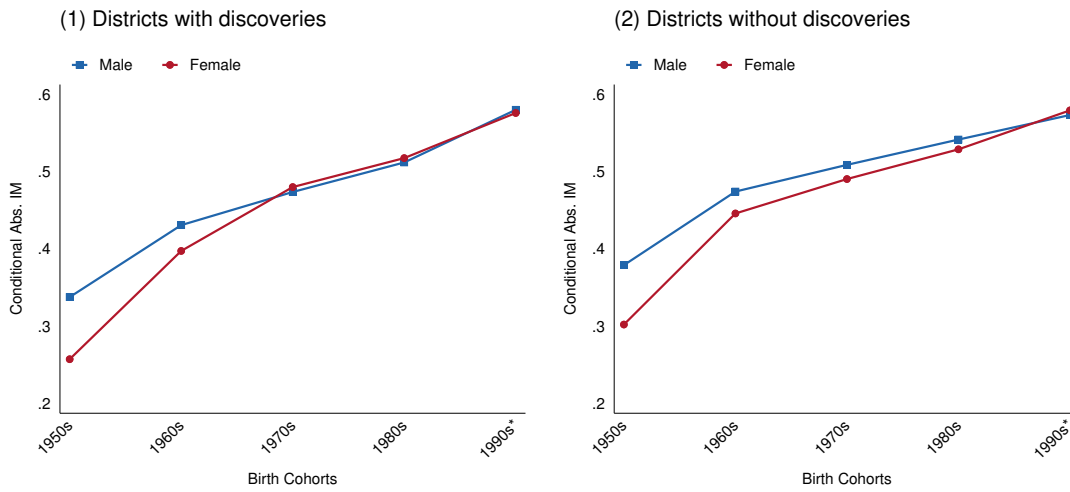 (1) Districts with discoveries
Male Female
Conditional Abs. IM
.6
.5
.4
.3
.2
1950s
1960s
1970s
1980s
1990s*
Birth Cohorts
(2) Districts without discoveries
Male Female
Conditional Abs. IM
.6
.5
.4
.3
.2
1950s
1960s
1970s
1980s
1990s*
Birth Cohorts